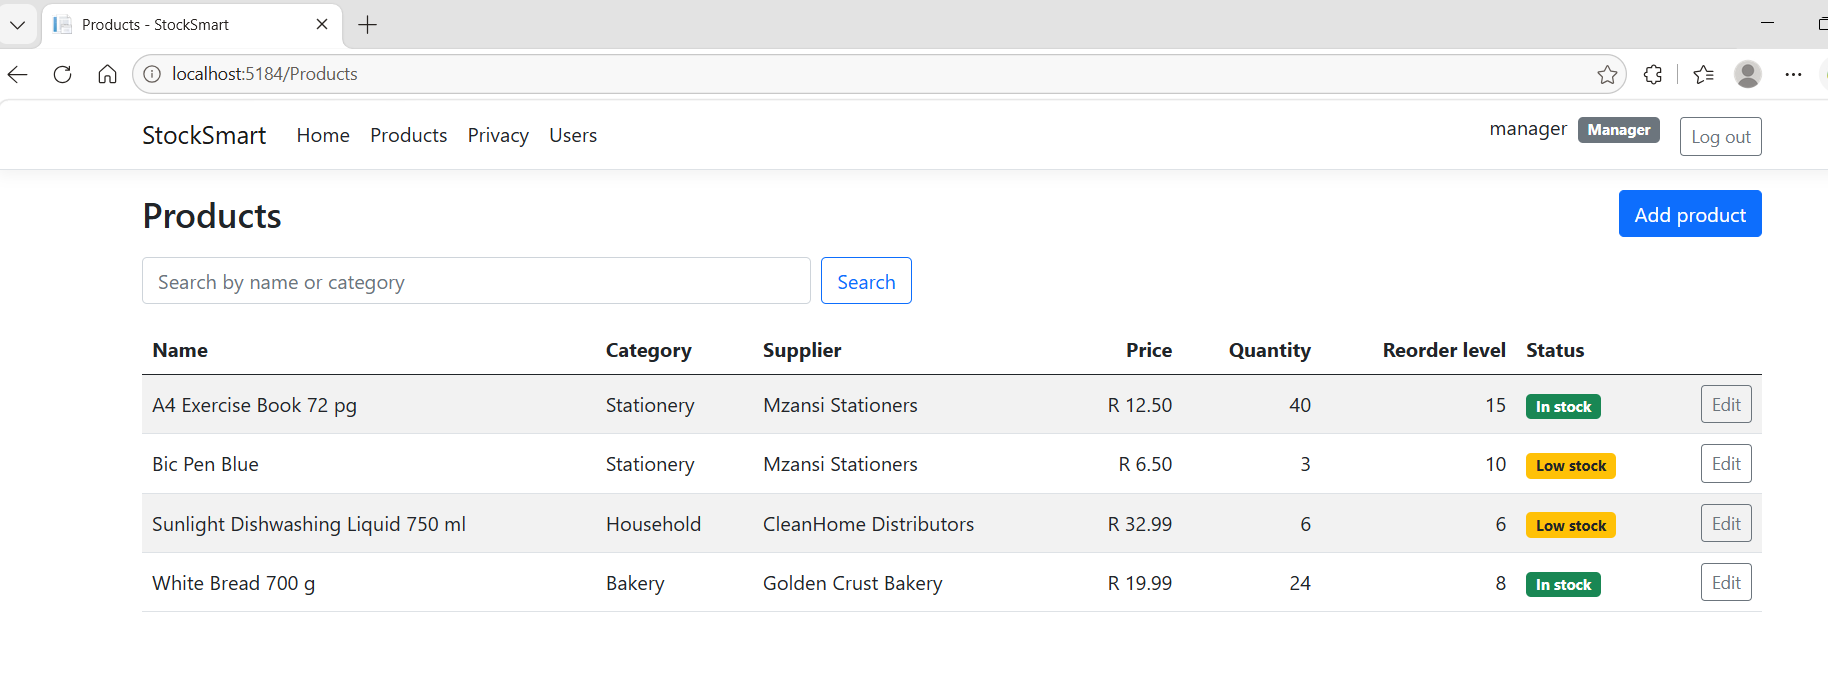 Products - StockSmart
localhost:5184/Products
StockSmart Home Products Privacy Users manager Manager Log out
Products Add product
Search by name or category Search
Name Category Supplier Price Quantity Reorder level Status
A4 Exercise Book 72 pg Stationery Mzansi Stationers R 12.50 40 15 In stock Edit
Bic Pen Blue Stationery Mzansi Stationers R 6.50 3 10 Low stock Edit
Sunlight Dishwashing Liquid 750 ml Household CleanHome Distributors R 32.99 6 6 Low stock Edit
White Bread 700 g Bakery Golden Crust Bakery R 19.99 24 8 In stock Edit